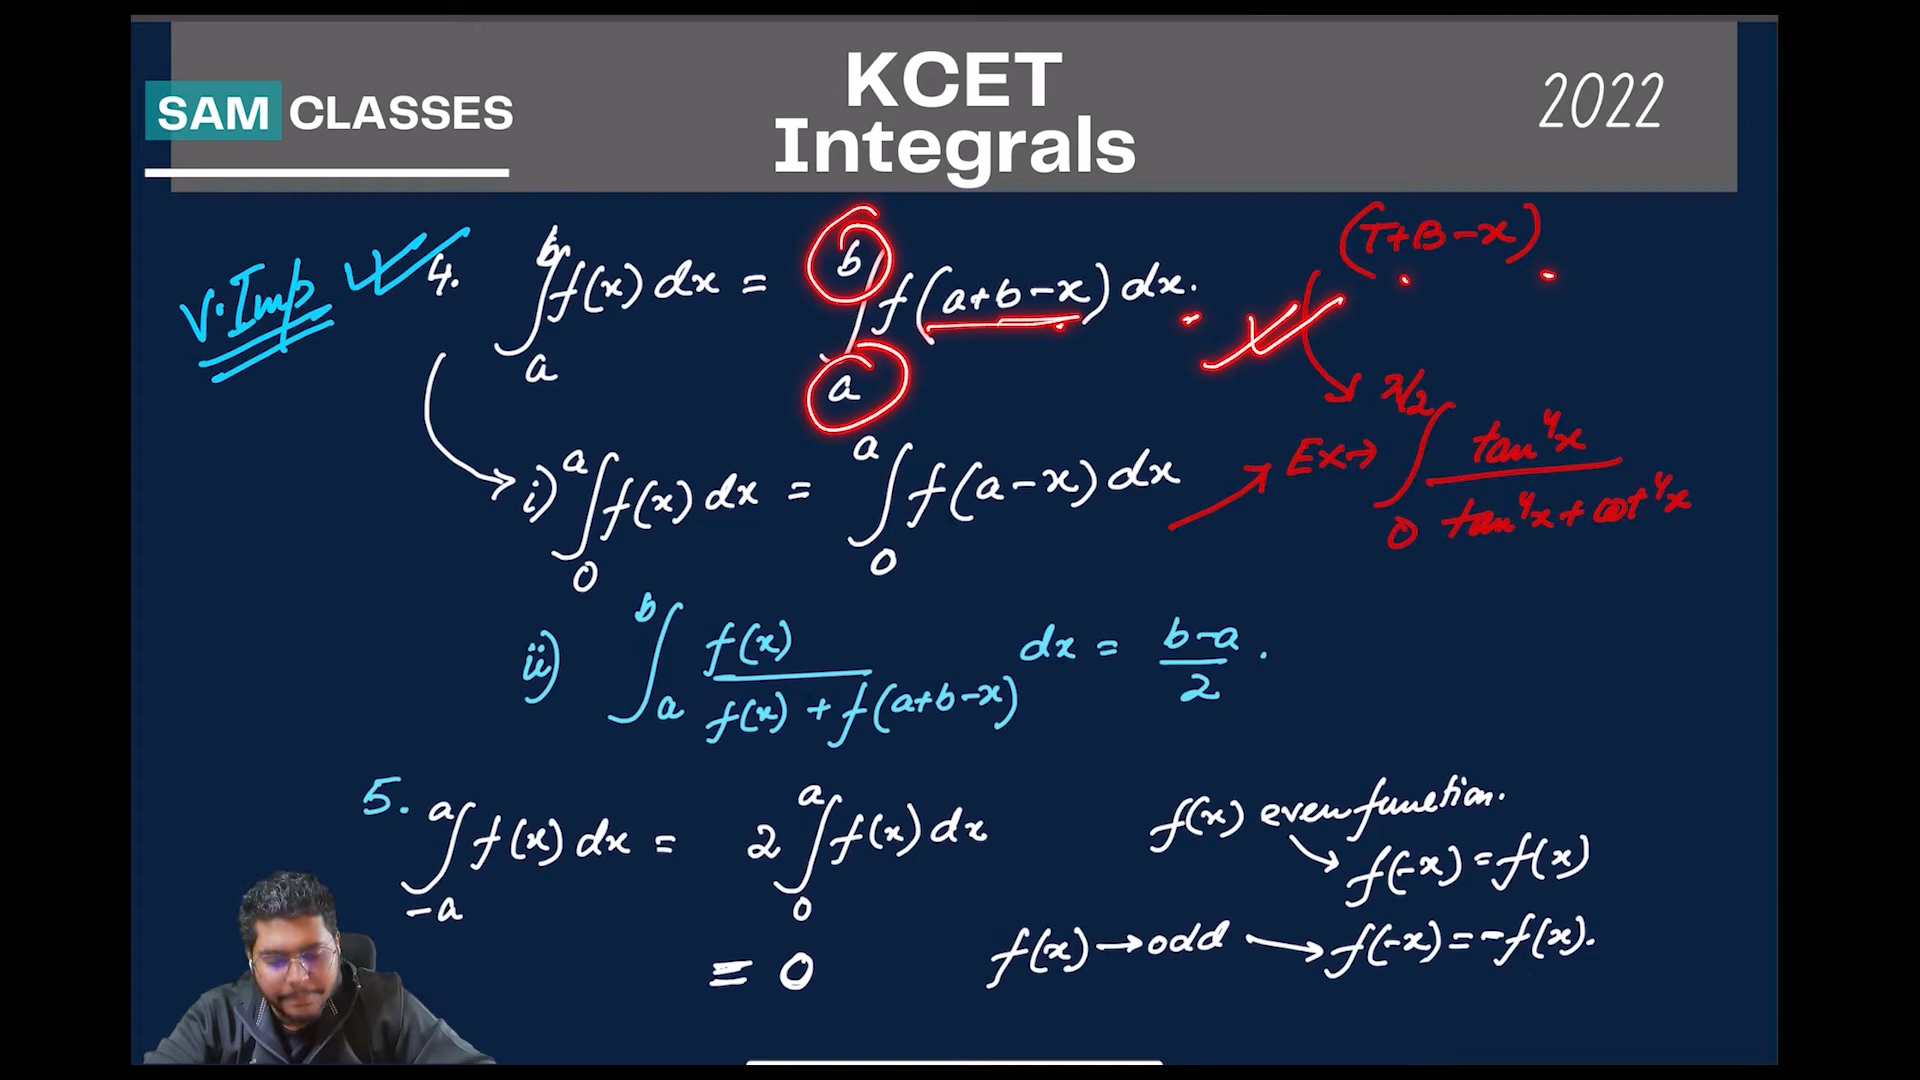 SAM CLASSES
KCET
Integrals
2022
V.Imp
4. ∫_a^b f(x) dx = ∫_a^b f(a+b-x) dx.
(T+B-x)
i) ∫_0^a f(x) dx = ∫_0^a f(a-x) dx
Ex→ ∫_0^{π/2} tan⁴x / (tan⁴x + cot⁴x)
ii) ∫_a^b f(x) / (f(x) + f(a+b-x)) dx = (b-a)/2 .
5. ∫_{-a}^a f(x) dx = 2 ∫_0^a f(x) dx
f(x) even function.
f(-x) = f(x)
= 0
f(x) → odd → f(-x) = -f(x).